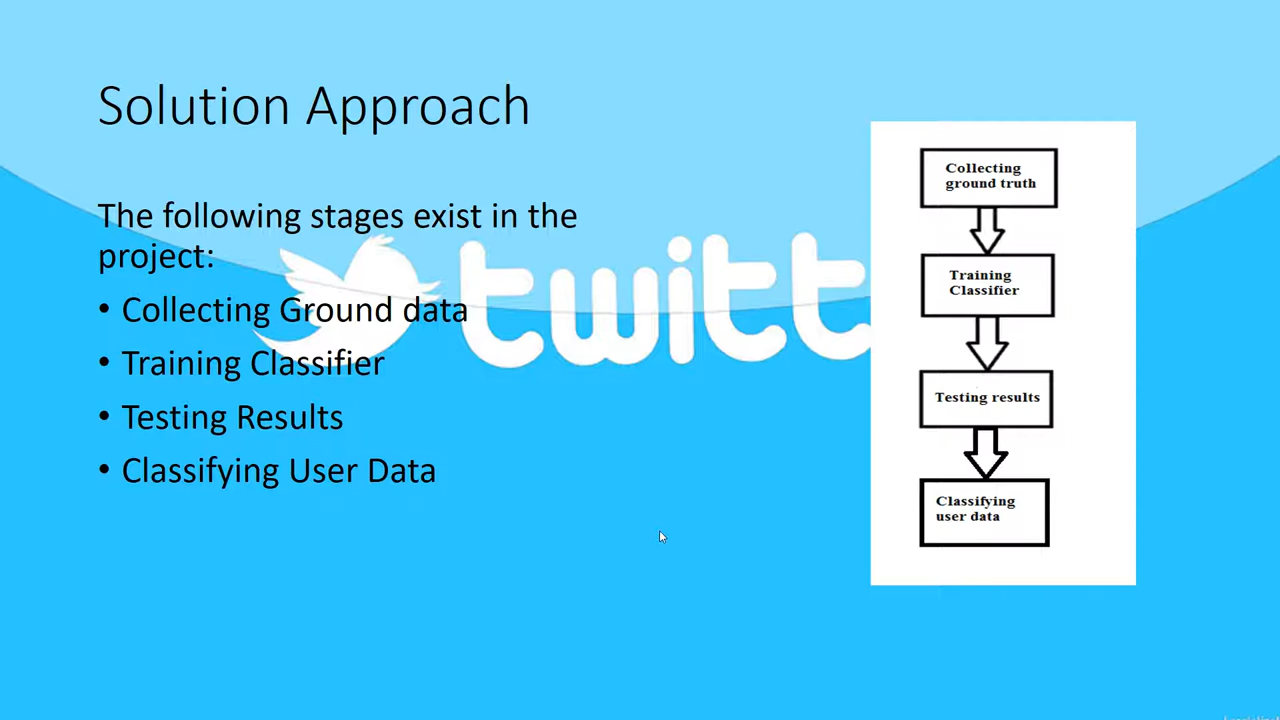 Solution Approach
The following stages exist in the
project:
• Collecting Ground data
• Training Classifier
• Testing Results
• Classifying User Data
twitt
Collecting
ground truth
Training
Classifier
Testing results
Classifying
user data